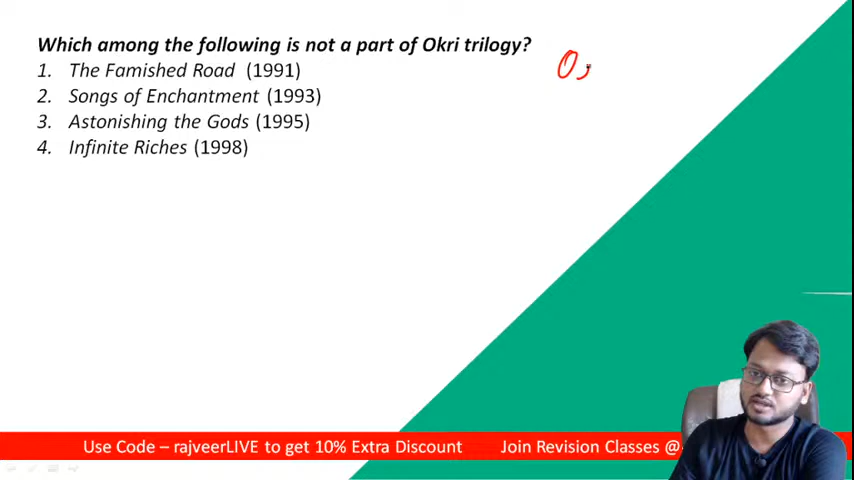 Which among the following is not a part of Okri trilogy?
1. The Famished Road (1991)
2. Songs of Enchantment (1993)
3. Astonishing the Gods (1995)
4. Infinite Riches (1998)
Use Code – rajveerLIVE to get 10% Extra Discount Join Revision Classes @